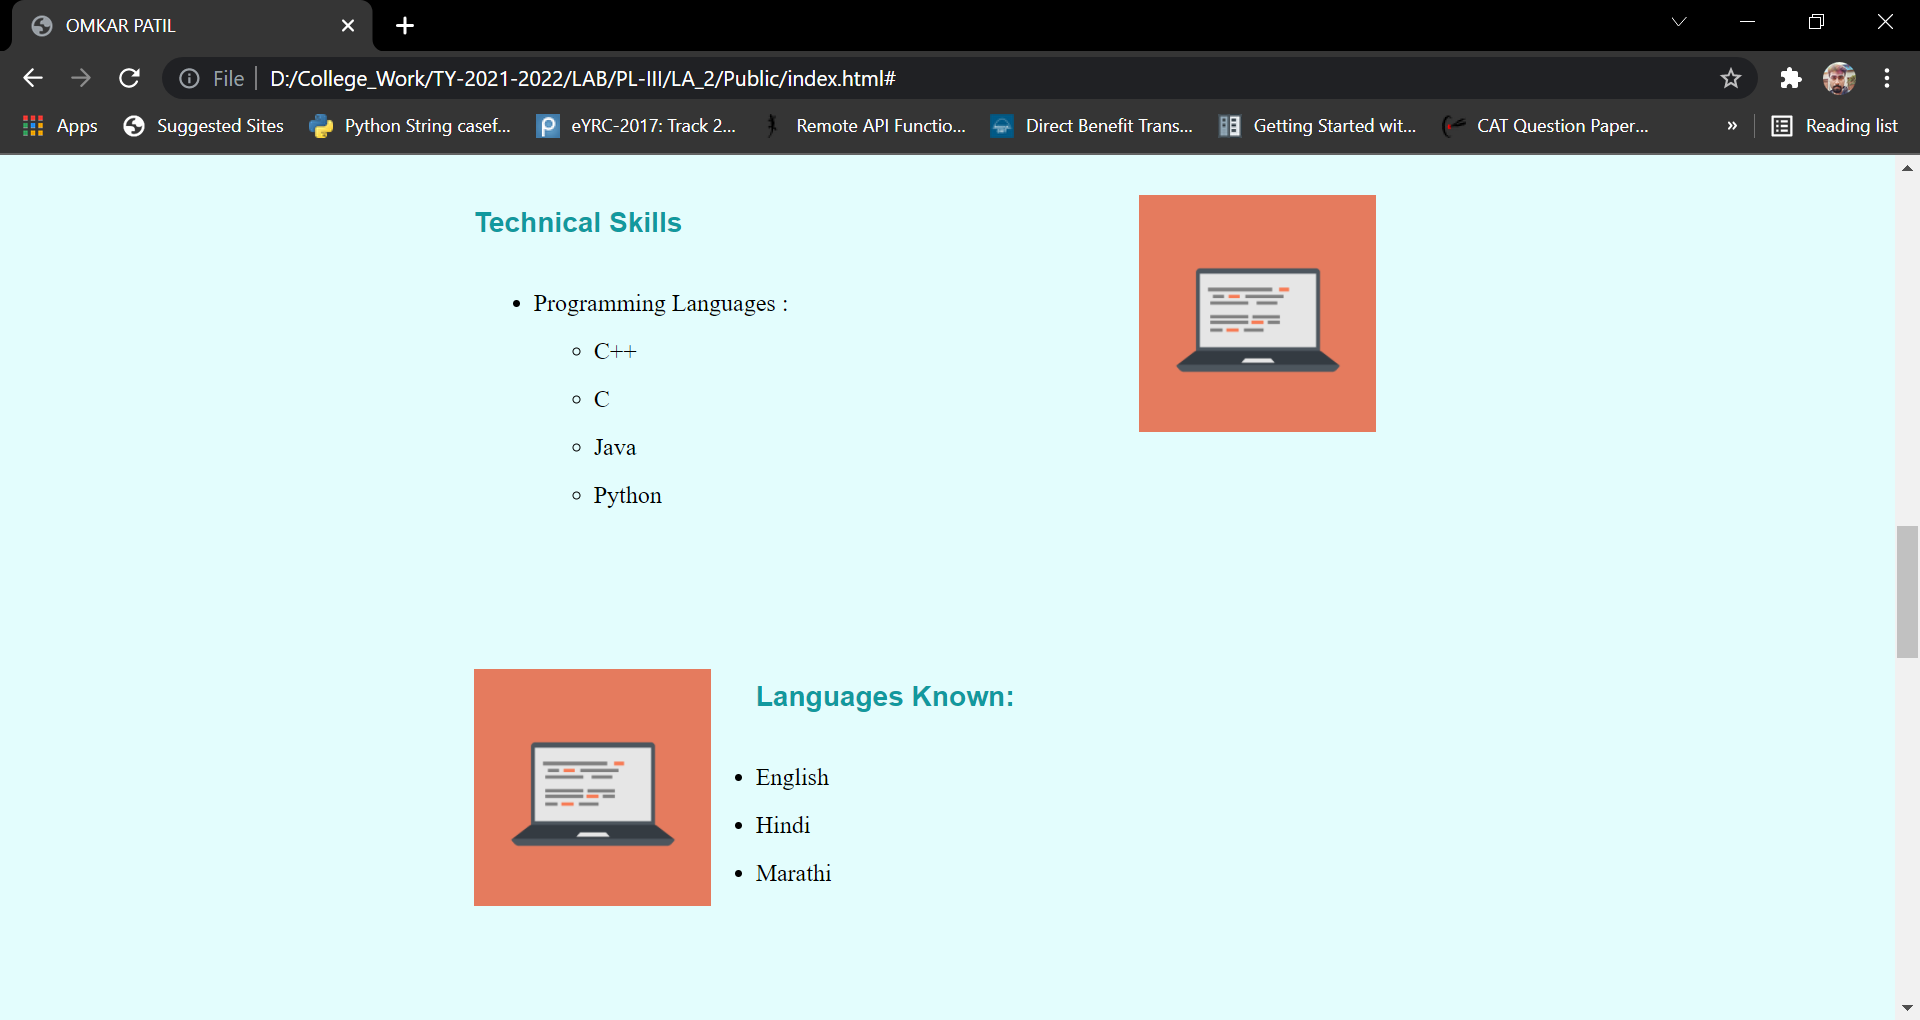 OMKAR PATIL
File
D:/College_Work/TY-2021-2022/LAB/PL-III/LA_2/Public/index.html#
Apps
Suggested Sites
Python String casef...
eYRC-2017: Track 2...
Remote API Functio...
Direct Benefit Trans...
Getting Started wit...
CAT Question Paper...
»
Reading list
Technical Skills
Programming Languages :
C++
C
Java
Python
Languages Known:
English
Hindi
Marathi